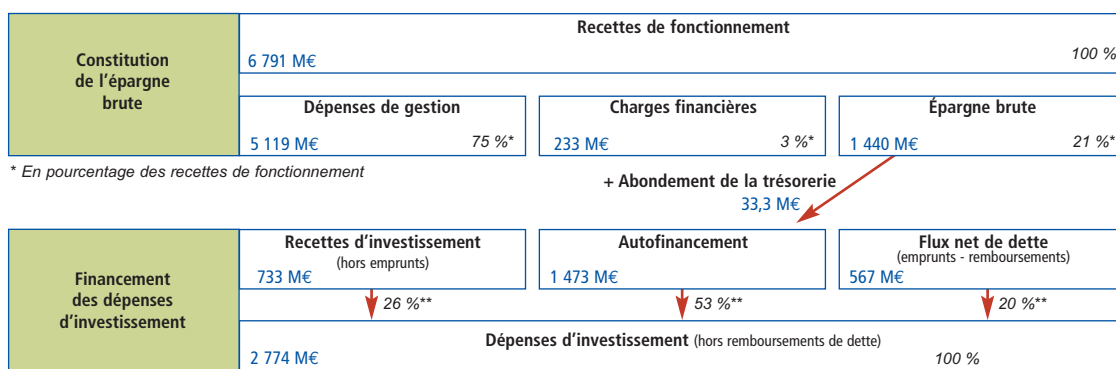 Constitution
de l'épargne
brute
Recettes de fonctionnement
6 791 M€ 100 %
Dépenses de gestion
5 119 M€ 75 %*
Charges financières
233 M€ 3 %*
Épargne brute
1 440 M€ 21 %*
* En pourcentage des recettes de fonctionnement
+ Abondement de la trésorerie
33,3 M€
Financement
des dépenses
d'investissement
Recettes d'investissement
(hors emprunts)
733 M€
26 %**
Autofinancement
1 473 M€
53 %**
Flux net de dette
(emprunts - remboursements)
567 M€
20 %**
Dépenses d'investissement (hors remboursements de dette)
2 774 M€ 100 %